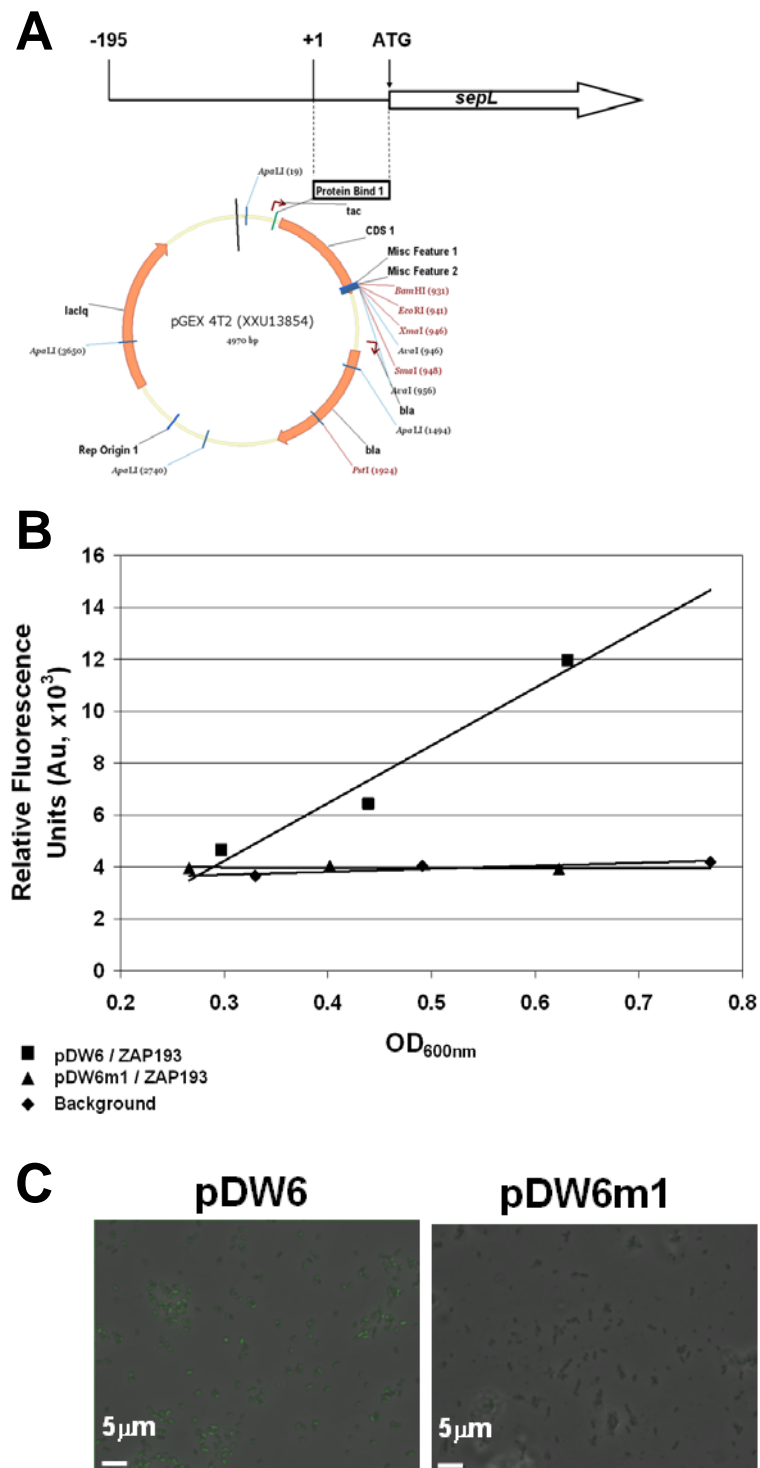 A
-195 +1 ATG
sepL
ApaLI (19)
Protein Bind 1
tac
CDS 1
Misc Feature 1
Misc Feature 2
BamHI (931)
EcoRI (941)
XmaI (946)
AvaI (946)
SmaI (948)
AvaI (956)
bla
ApaLI (1494)
lacIq
pGEX 4T2 (XXU13854)
4970 bp
ApaLI (3650)
Rep Origin 1
ApaLI (2740)
bla
PstI (1924)
B
Relative Fluorescence
Units (Au, x10³)
16
14
12
10
8
6
4
2
0
0.2 0.3 0.4 0.5 0.6 0.7 0.8
OD600nm
pDW6 / ZAP193
pDW6m1 / ZAP193
Background
C
pDW6 pDW6m1
5μm 5μm